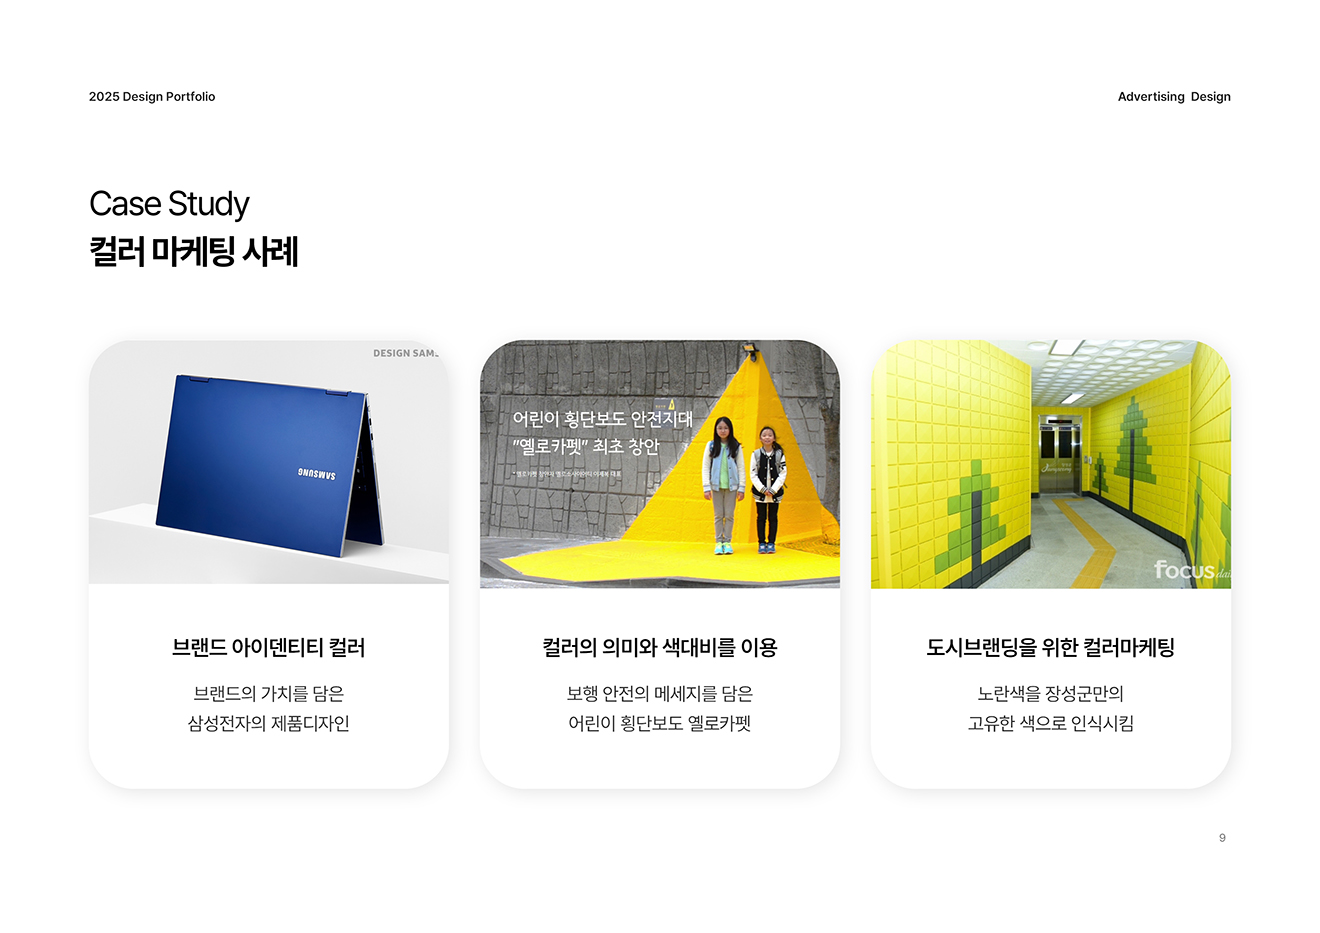 2025 Design Portfolio
Advertising Design
Case Study
컬러 마케팅 사례
DESIGN SAMS
SAMSUNG
어린이 횡단보도 안전지대
"옐로카펫" 최초 창안
focus
브랜드 아이덴티티 컬러
브랜드의 가치를 담은
삼성전자의 제품디자인
컬러의 의미와 색대비를 이용
보행 안전의 메세지를 담은
어린이 횡단보도 옐로카펫
도시브랜딩을 위한 컬러마케팅
노란색을 장성군만의
고유한 색으로 인식시킴
9